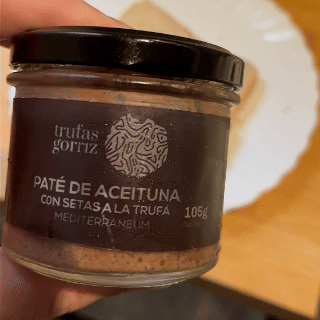 trufas
gorriz
PATÉ DE ACEITUNA
CON SETAS A LA TRUFA
MEDITERRANEUM
105g